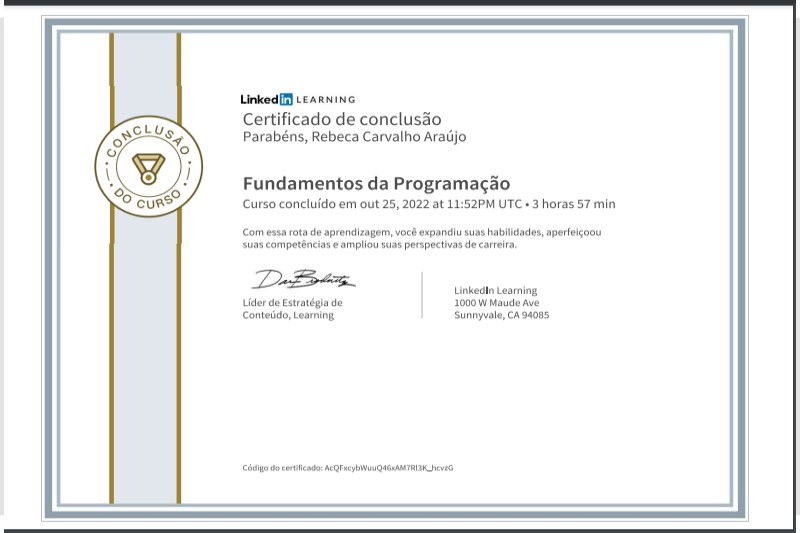 LinkedIn LEARNING
Certificado de conclusão
Parabéns, Rebeca Carvalho Araújo
CONCLUSÃO
DO CURSO
Fundamentos da Programação
Curso concluído em out 25, 2022 at 11:52PM UTC • 3 horas 57 min
Com essa rota de aprendizagem, você expandiu suas habilidades, aperfeiçoou
suas competências e ampliou suas perspectivas de carreira.
Líder de Estratégia de
Conteúdo, Learning
LinkedIn Learning
1000 W Maude Ave
Sunnyvale, CA 94085
Código do certificado: AcQFxcybWuuQ46xAM7Rl3K_hcvzG